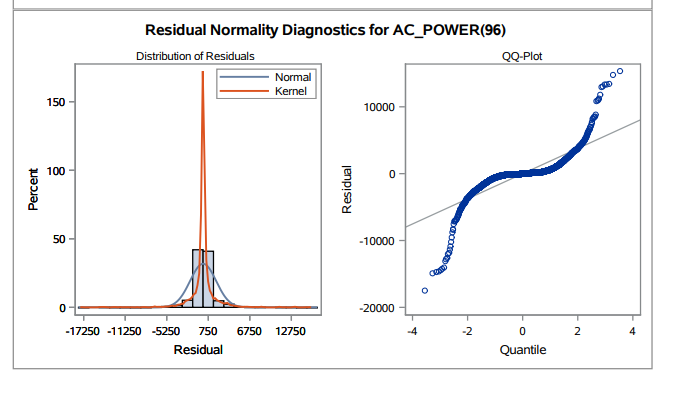 Residual Normality Diagnostics for AC_POWER(96)
Distribution of Residuals
Normal
Kernel
Percent
150
100
50
0
-17250 -11250 -5250 750 6750 12750
Residual
QQ-Plot
Residual
10000
0
-10000
-20000
-4 -2 0 2 4
Quantile